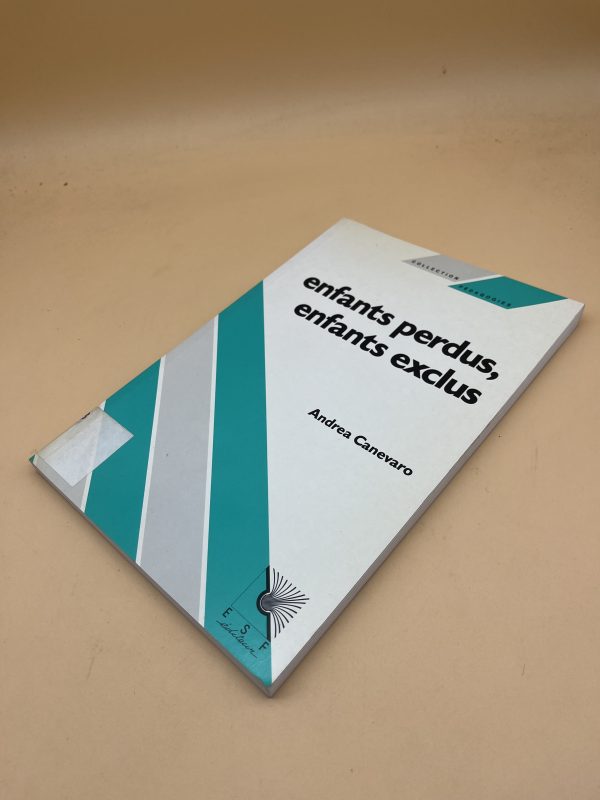 COLLECTION
PÉDAGOGIES
enfants perdus,
enfants exclus
Andrea Canevaro
E S F
éditeur